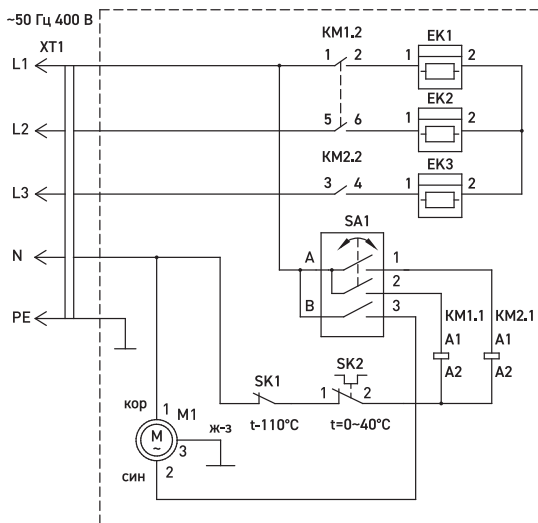 ~50 Гц 400 В
XT1
KM1.2
EK1
L1
1 2
1 2
EK2
L2
5 6
1 2
KM2.2
EK3
L3
3 4
1 2
SA1
N
A
1
2
B
3
KM1.1 KM2.1
PE
A1 A1
A2 A2
SK1
SK2
1 2
кор
1
M1
t-110°C
t=0~40°C
ж-з
M
~
3
син
2